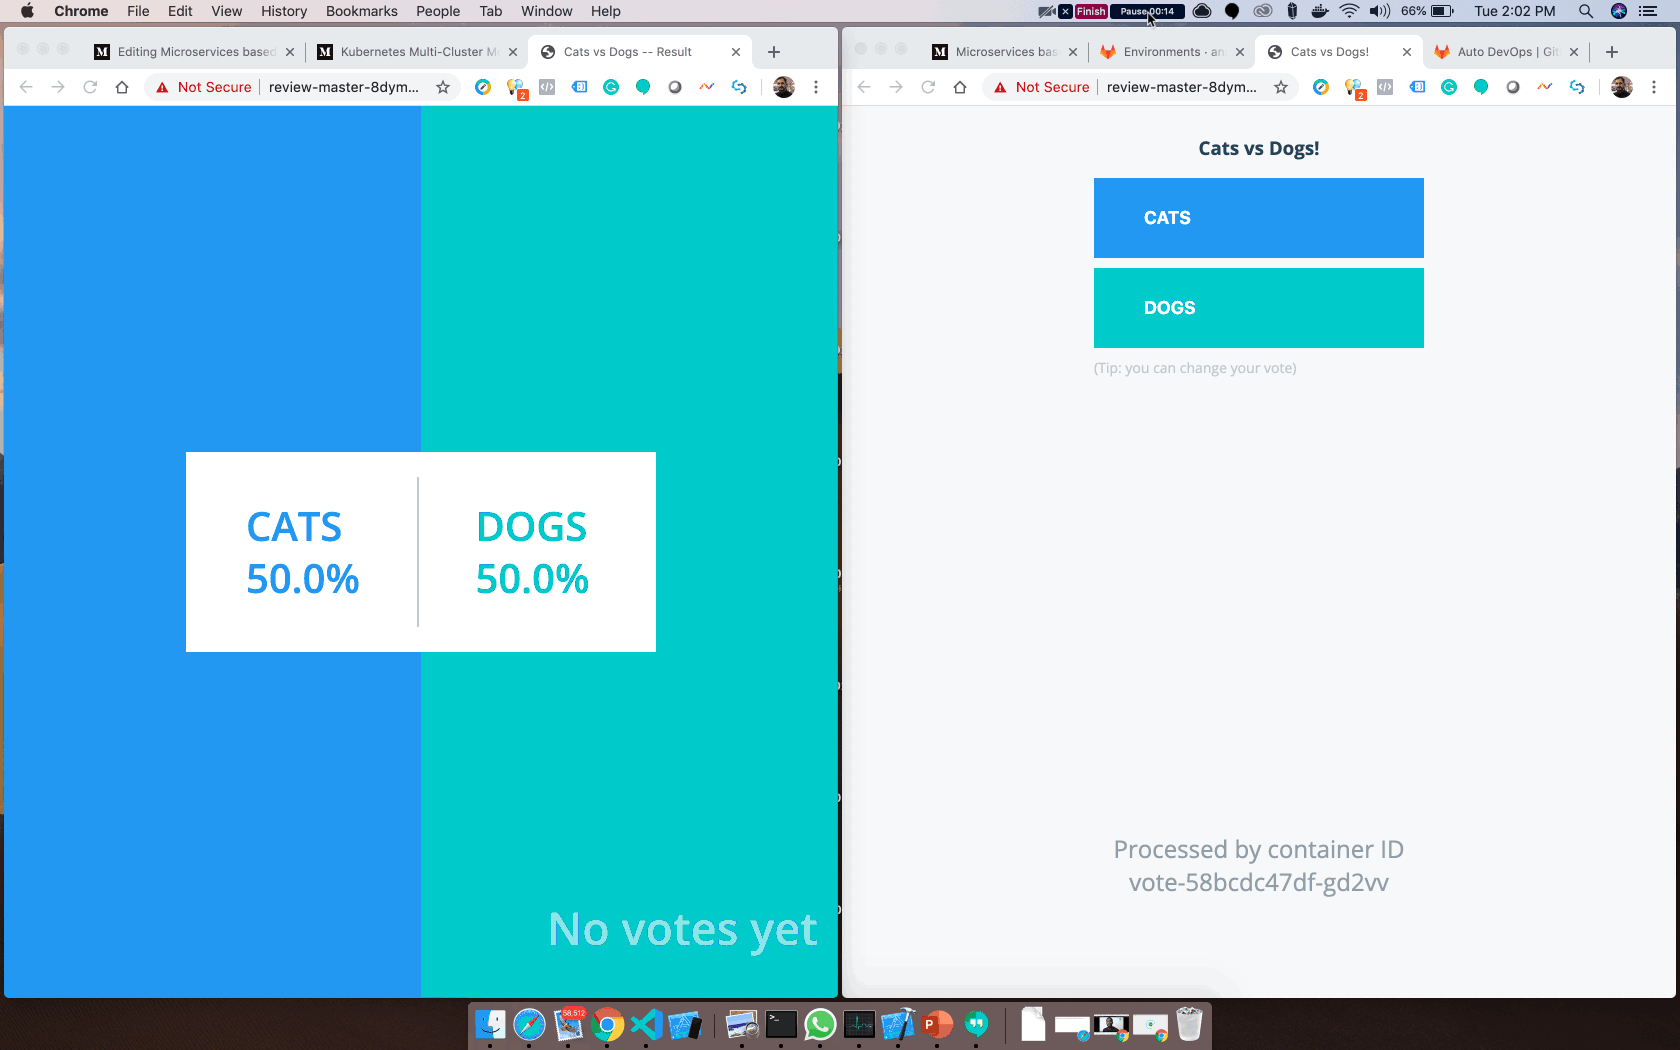 Chrome File Edit View History Bookmarks People Tab Window Help
Finish Pause 00:14 66% Tue 2:02 PM
Editing Microservices based
Kubernetes Multi-Cluster M
Cats vs Dogs -- Result
Not Secure review-master-8dym...
2
CATS
50.0%
DOGS
50.0%
No votes yet
Microservices bas
Environments · an
Cats vs Dogs!
Auto DevOps | Git
Not Secure review-master-8dym...
2
Cats vs Dogs!
CATS
DOGS
(Tip: you can change your vote)
Processed by container ID
vote-58bcdc47df-gd2vv
58,512